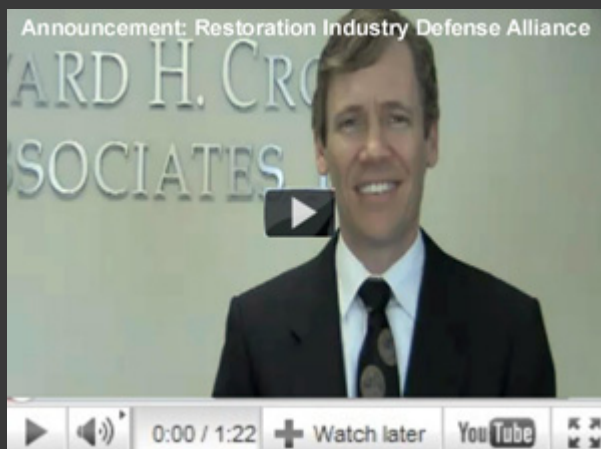 Announcement: Restoration Industry Defense Alliance
ARD H. CRO
SSOCIATES
0:00 / 1:22
Watch later
YouTube